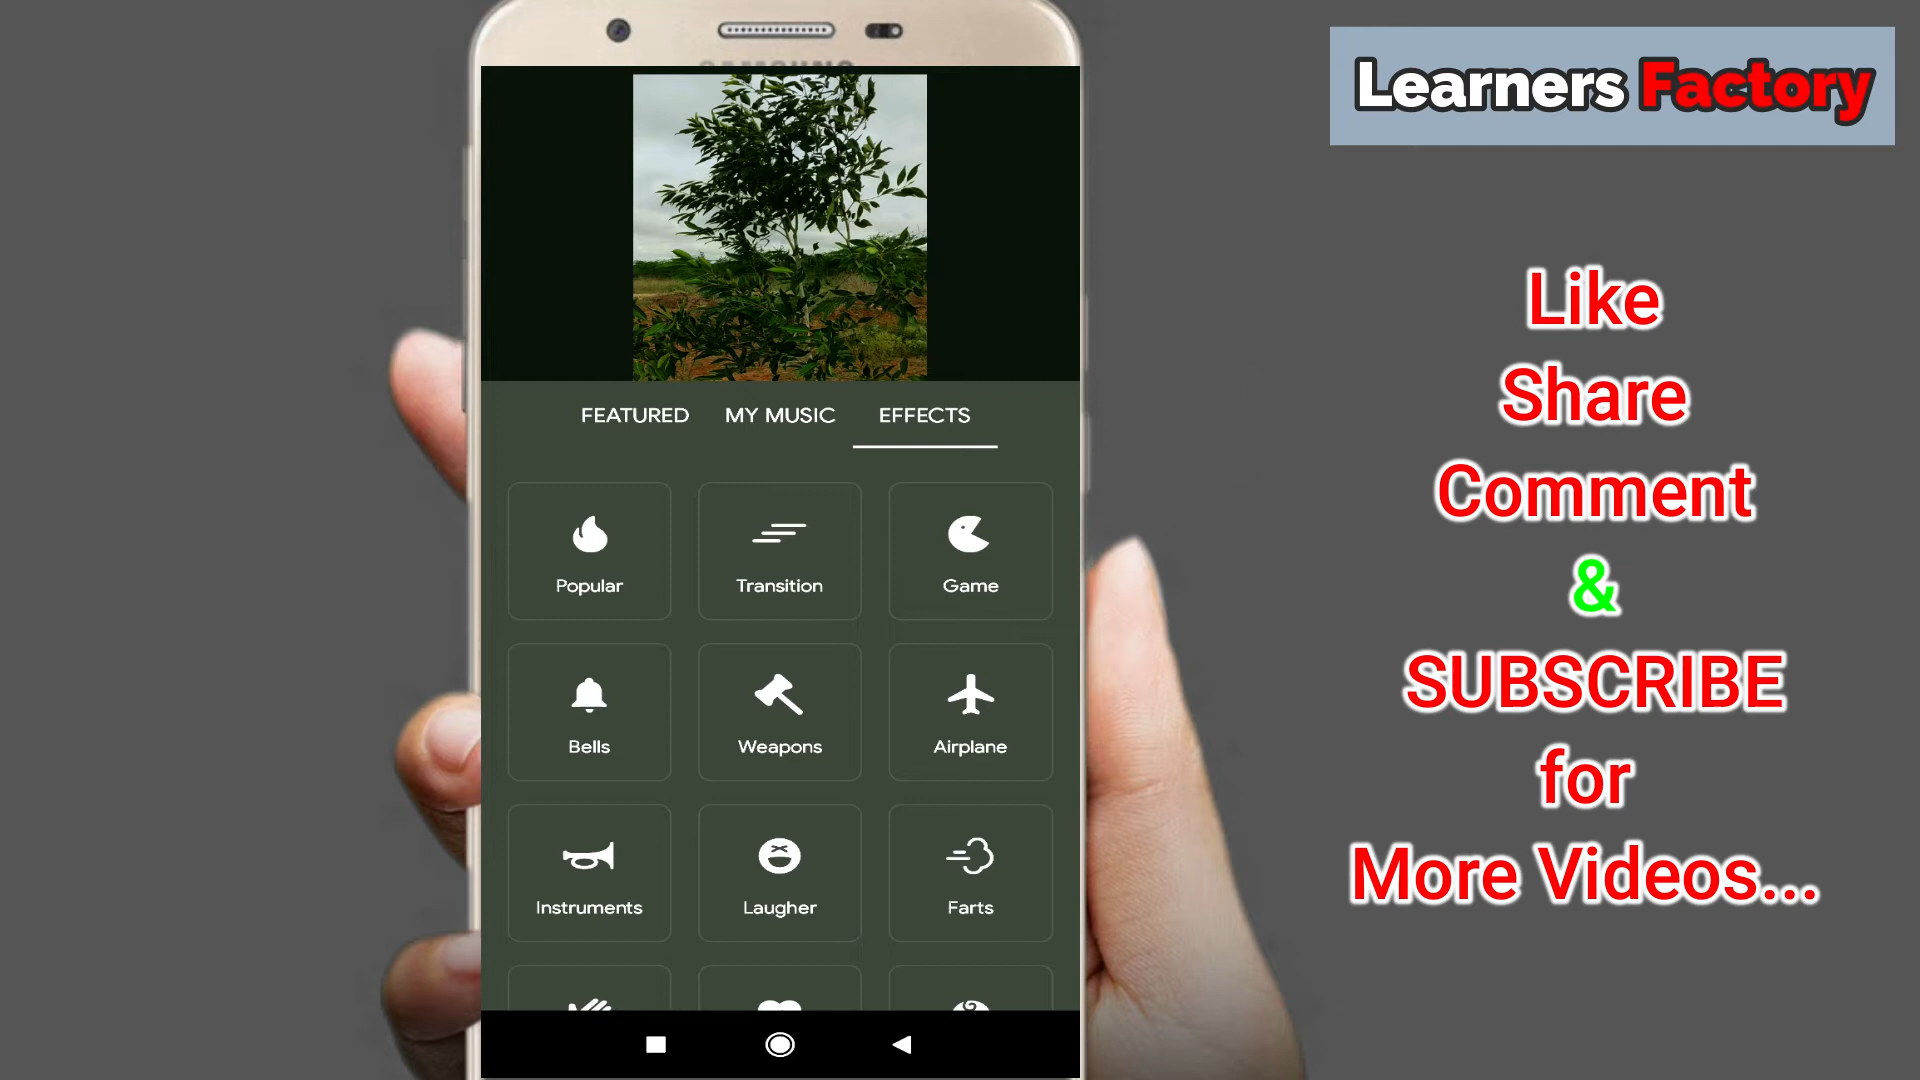 Learners Factory
FEATURED MY MUSIC EFFECTS
Popular Transition Game
Bells Weapons Airplane
Instruments Laugher Farts
Like
Share
Comment
&
SUBSCRIBE
for
More Videos...